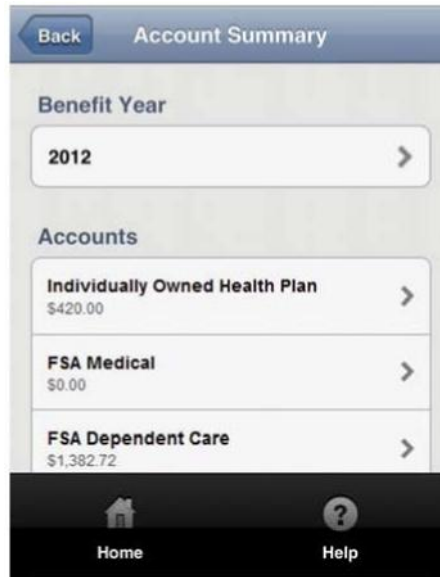 Back
Account Summary
Benefit Year
2012
Accounts
Individually Owned Health Plan
$420.00
FSA Medical
$0.00
FSA Dependent Care
$1,382.72
?
Home
Help